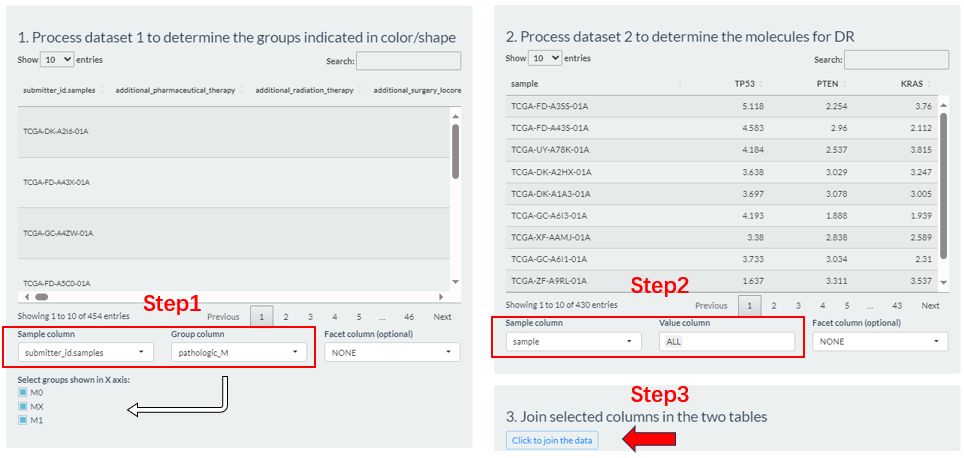 1. Process dataset 1 to determine the groups indicated in color/shape
Show 10 entries
Search:
submitter_id.samples additional_pharmaceutical_therapy additional_radiation_therapy additional_surgery_locore
TCGA-DK-A2I6-01A
TCGA-FD-A43X-01A
TCGA-GC-A4ZW-01A
TCGA-FD-A5C0-01A
Step1
Showing 1 to 10 of 454 entries
Previous 1 2 3 4 5 ... 46 Next
Sample column Group column Facet column (optional)
submitter_id.samples pathologic_M NONE
Select groups shown in X axis:
M0
MX
M1
2. Process dataset 2 to determine the molecules for DR
Show 10 entries
Search:
sample TP53 PTEN KRAS
TCGA-FD-A3SS-01A 5.118 2.254 3.76
TCGA-FD-A43S-01A 4.583 2.96 2.112
TCGA-UY-A78K-01A 4.184 2.537 3.815
TCGA-DK-A2HX-01A 3.638 3.029 3.247
TCGA-DK-A1A3-01A 3.697 3.078 3.005
TCGA-GC-A6I3-01A 4.193 1.888 1.939
TCGA-XF-AAMJ-01A 3.38 2.838 2.589
TCGA-GC-A6I1-01A 3.733 3.034 2.31
TCGA-ZF-A9RL-01A 1.637 3.311 3.537
Step2
Showing 1 to 10 of 430 entries
Previous 1 2 3 4 5 ... 43 Next
Sample column Value column Facet column (optional)
sample ALL NONE
Step3
3. Join selected columns in the two tables
Click to join the data